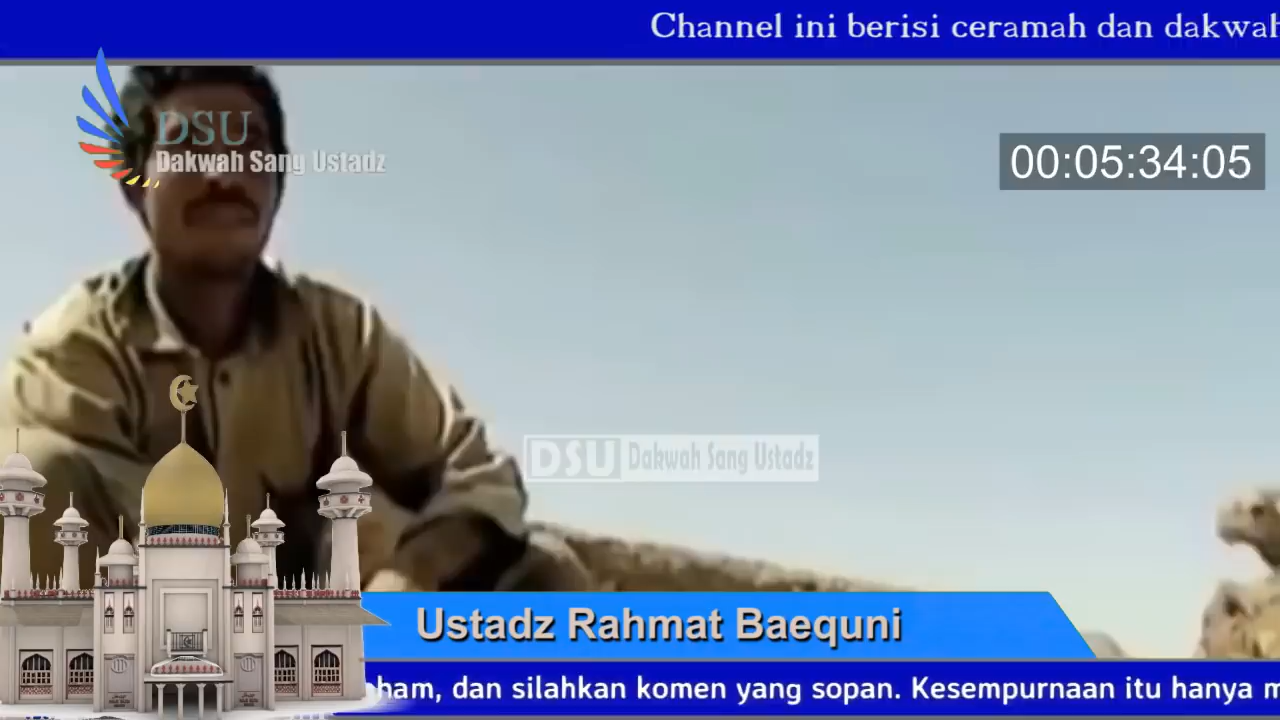 Channel ini berisi ceramah dan dakwah
DSU
Dakwah Sang Ustadz
00:05:34:05
DSU Dakwah Sang Ustadz
Ustadz Rahmat Baequni
dan silahkan komen yang sopan. Kesempurnaan itu hanya